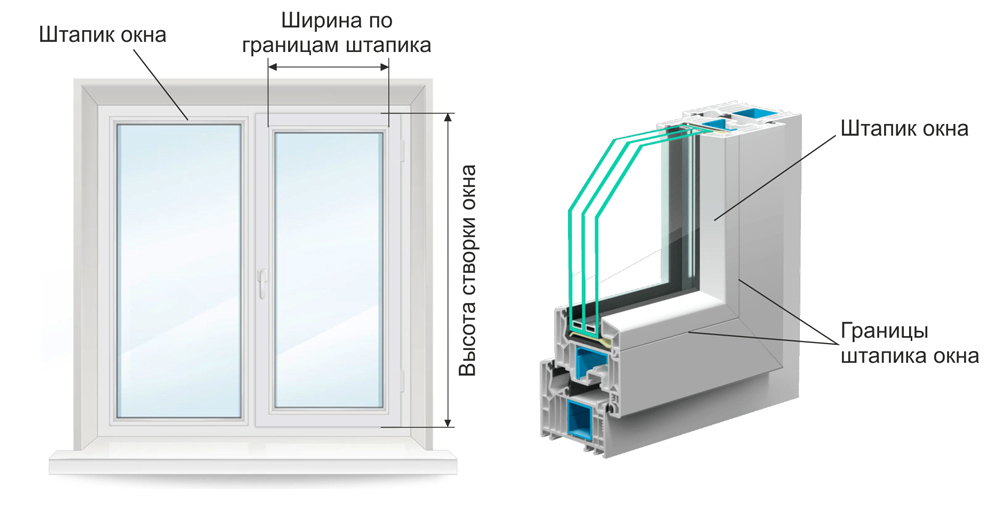 Штапик окна
Ширина по
границам штапика
Высота створки окна
Штапик окна
Границы
штапика окна